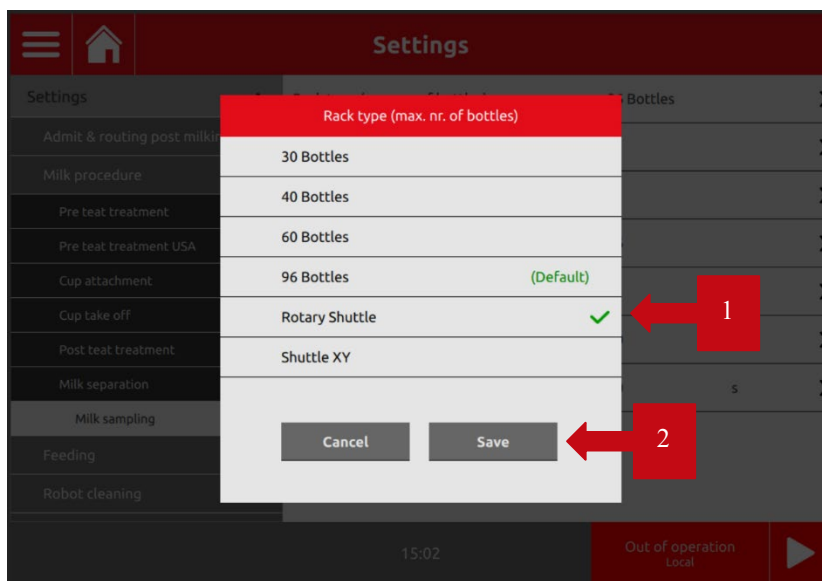 Settings
Settings
Bottles
Admit & routing post milkin
Milk procedure
Pre teat treatment
Pre teat treatment USA
Cup attachment
Cup take off
Post teat treatment
Milk separation
Milk sampling
Feeding
Robot cleaning
Rack type (max. nr. of bottles)
30 Bottles
40 Bottles
60 Bottles
96 Bottles (Default)
Rotary Shuttle
Shuttle XY
Cancel Save
1
2
s
15:02
Out of operation
Local